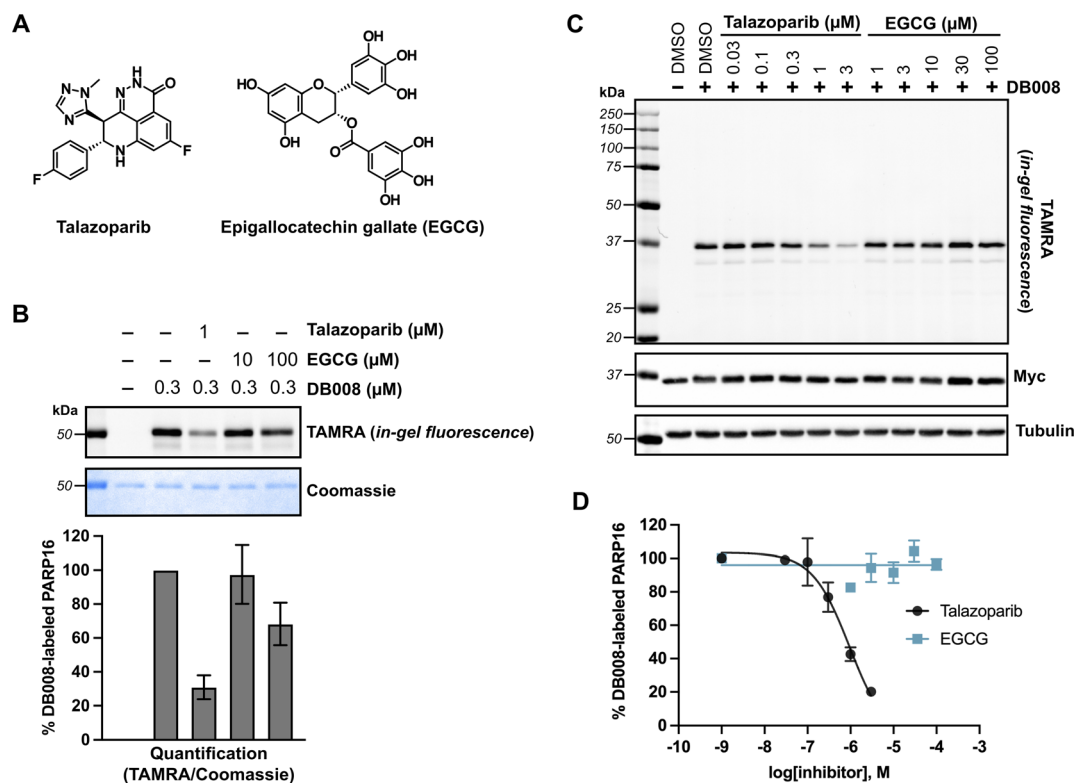 A
N
N
N
N
N
NH
O
N
H
F
F
Talazoparib
OH
OH
OH
HO
O
OH
O
O
OH
OH
OH
Epigallocatechin gallate (EGCG)
B
– – 1 – – Talazoparib (µM)
– – – 10 100 EGCG (µM)
– 0.3 0.3 0.3 0.3 DB008 (µM)
kDa
50 TAMRA (in-gel fluorescence)
50 Coomassie
% DB008-labeled PARP16
120
100
80
60
40
20
0
Quantification
(TAMRA/Coomassie)
C
Talazoparib (µM) EGCG (µM)
DMSO DMSO 0.03 0.1 0.3 1 3 1 3 10 30 100
– + + + + + + + + + + + DB008
kDa
250
150
100
75
50
37
25
20
TAMRA
(in-gel fluorescence)
37 Myc
50 Tubulin
D
% DB008-labeled PARP16
120
100
80
60
40
20
0
-10 -9 -8 -7 -6 -5 -4 -3
log[inhibitor], M
Talazoparib
EGCG